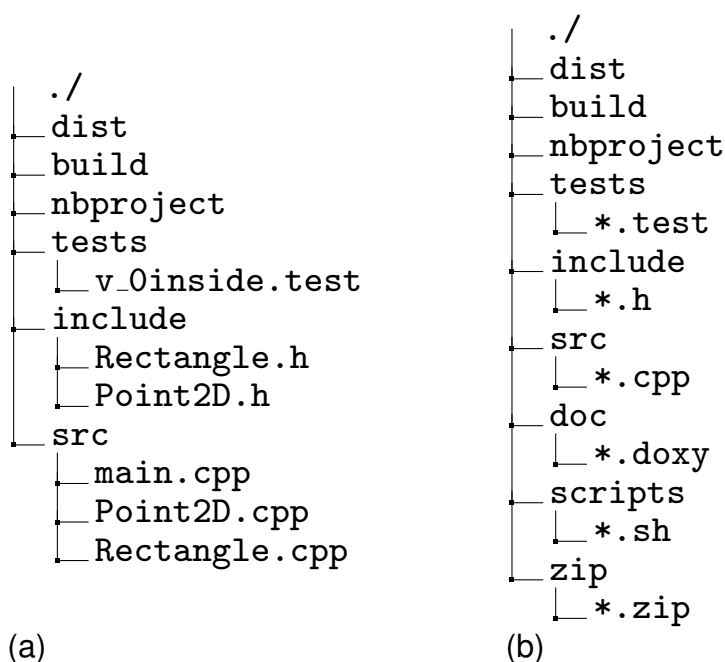 ./
dist
build
nbproject
tests
v_0inside.test
include
Rectangle.h
Point2D.h
src
main.cpp
Point2D.cpp
Rectangle.cpp
(a)
./
dist
build
nbproject
tests
*.test
include
*.h
src
*.cpp
doc
*.doxy
scripts
*.sh
zip
*.zip
(b)